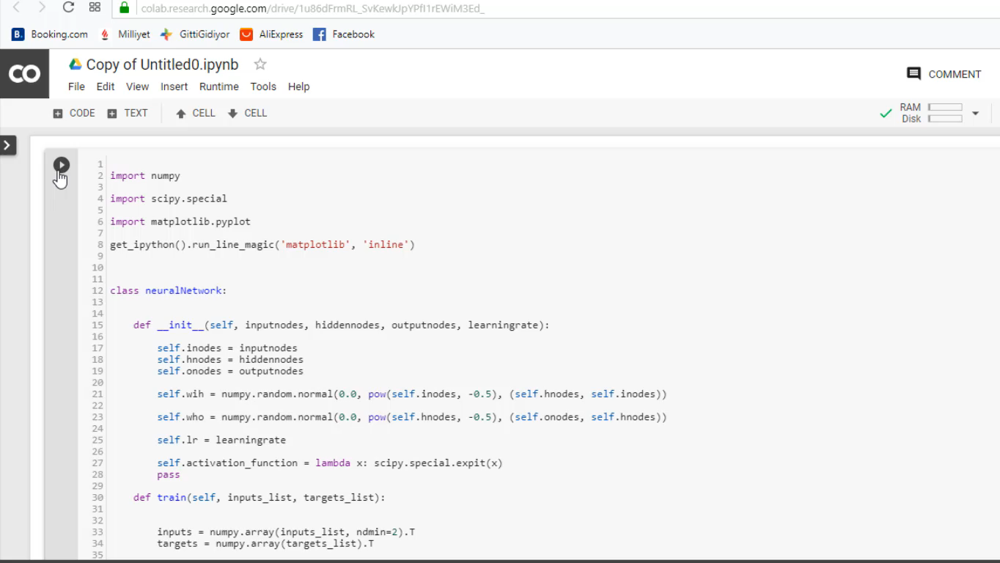 colab.research.google.com/drive/1u86dFrmRL_SvKewkJpYPfI1rEWiM3Ed_
B. Booking.com Milliyet GittiGidiyor AliExpress Facebook
CO Copy of Untitled0.ipynb COMMENT
File Edit View Insert Runtime Tools Help
CODE TEXT CELL CELL RAM
Disk
1
2 import numpy
3
4 import scipy.special
5
6 import matplotlib.pyplot
7
8 get_ipython().run_line_magic('matplotlib', 'inline')
9
10
11
12 class neuralNetwork:
13
14
15 def __init__(self, inputnodes, hiddennodes, outputnodes, learningrate):
16
17 self.inodes = inputnodes
18 self.hnodes = hiddennodes
19 self.onodes = outputnodes
20
21 self.wih = numpy.random.normal(0.0, pow(self.inodes, -0.5), (self.hnodes, self.inodes))
22
23 self.who = numpy.random.normal(0.0, pow(self.hnodes, -0.5), (self.onodes, self.hnodes))
24
25 self.lr = learningrate
26
27 self.activation_function = lambda x: scipy.special.expit(x)
28 pass
29
30 def train(self, inputs_list, targets_list):
31
32
33 inputs = numpy.array(inputs_list, ndmin=2).T
34 targets = numpy.array(targets_list).T
35